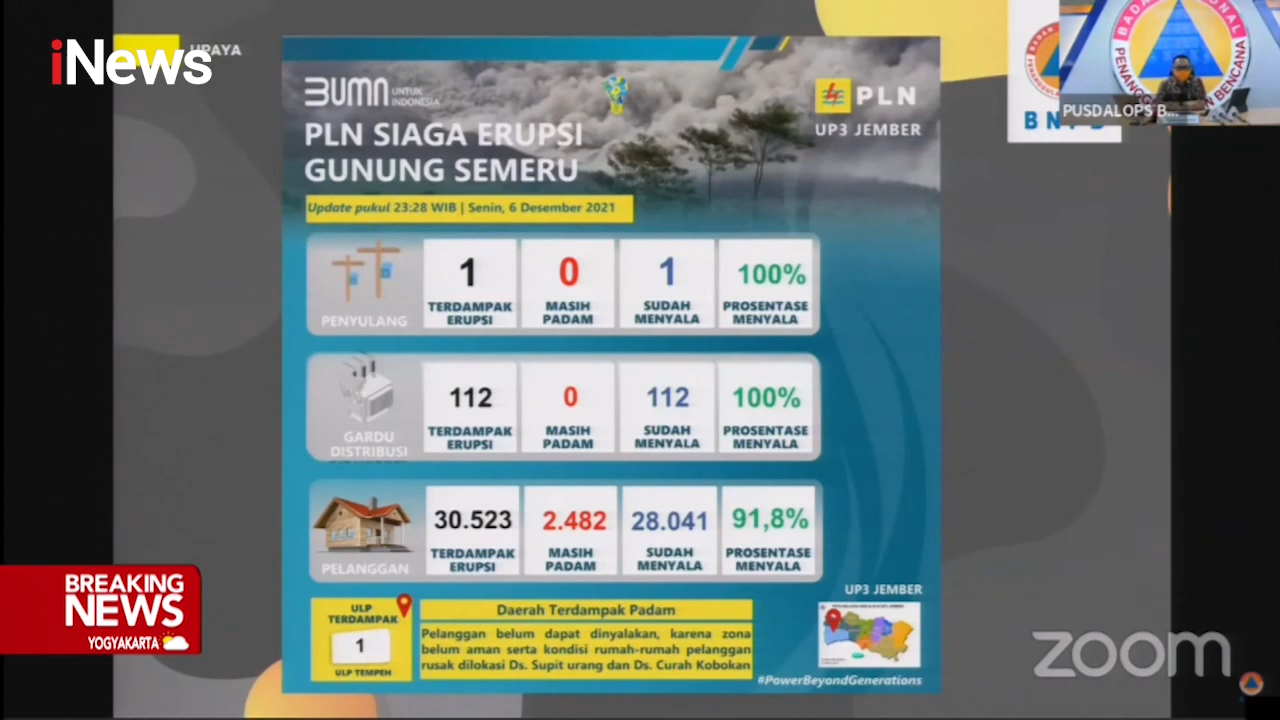 iNews
UPAYA
BUMN
UNTUK
INDONESIA
PLN
UP3 JEMBER
PLN SIAGA ERUPSI
GUNUNG SEMERU
Update pukul 23:28 WIB | Senin, 6 Desember 2021
PENYULANG
1
TERDAMPAK
ERUPSI
0
MASIH
PADAM
1
SUDAH
MENYALA
100%
PROSENTASE
MENYALA
GARDU
DISTRIBUSI
112
TERDAMPAK
ERUPSI
0
MASIH
PADAM
112
SUDAH
MENYALA
100%
PROSENTASE
MENYALA
PELANGGAN
30.523
TERDAMPAK
ERUPSI
2.482
MASIH
PADAM
28.041
SUDAH
MENYALA
91,8%
PROSENTASE
MENYALA
ULP
TERDAMPAK
1
ULP TEMPEH
Daerah Terdampak Padam
Pelanggan belum dapat dinyalakan, karena zona
belum aman serta kondisi rumah-rumah pelanggan
rusak dilokasi Ds. Supit urang dan Ds. Curah Kobokan
UP3 JEMBER
#PowerBeyondGenerations
BREAKING
NEWS
YOGYAKARTA
zoom
PUSDALOPS B...
BENCANA